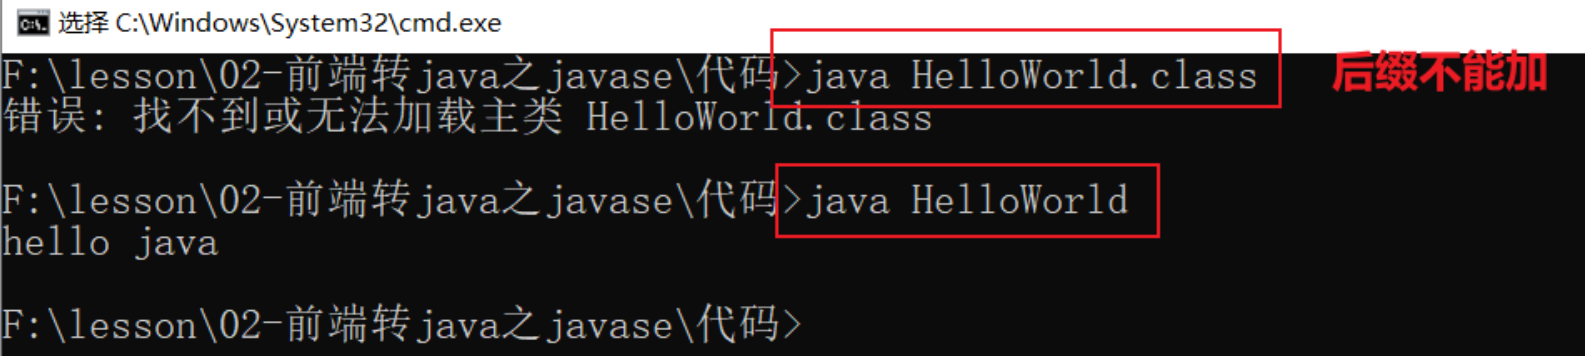 选择 C:\Windows\System32\cmd.exe
F:\lesson\02-前端转java之javase\代码>java HelloWorld.class
后缀不能加
错误: 找不到或无法加载主类 HelloWorld.class
F:\lesson\02-前端转java之javase\代码>java HelloWorld
hello java
F:\lesson\02-前端转java之javase\代码>